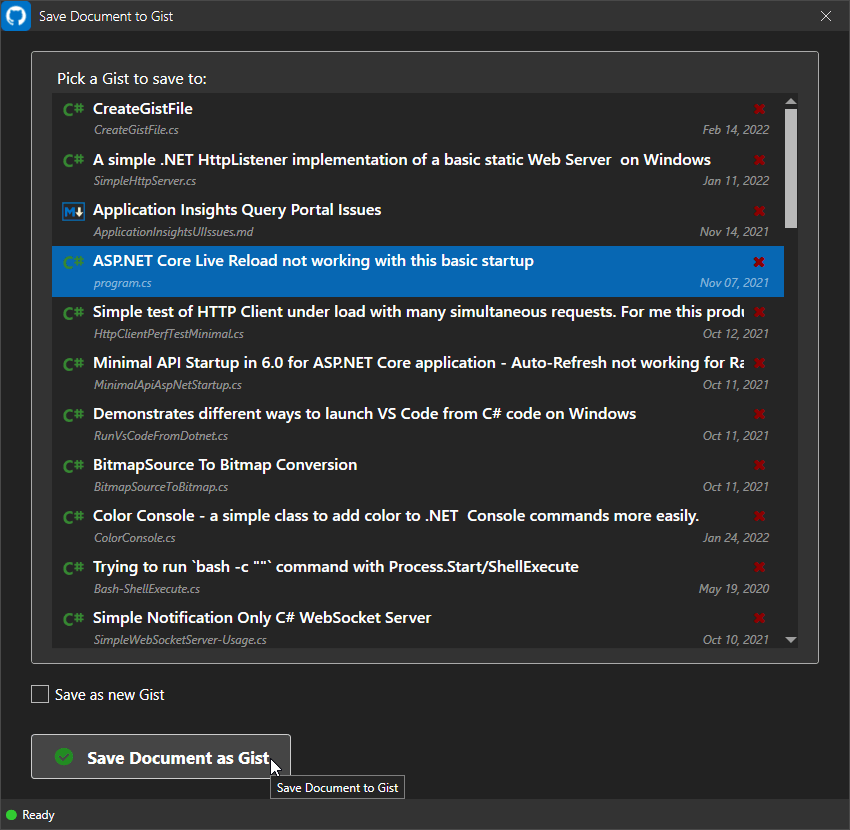 Save Document to Gist
Pick a Gist to save to:
C# CreateGistFile
CreateGistFile.cs Feb 14, 2022
C# A simple .NET HttpListener implementation of a basic static Web Server  on Windows
SimpleHttpServer.cs Jan 11, 2022
M Application Insights Query Portal Issues
ApplicationInsightsUIIssues.md Nov 14, 2021
C# ASP.NET Core Live Reload not working with this basic startup
program.cs Nov 07, 2021
C# Simple test of HTTP Client under load with many simultaneous requests. For me this produ
HttpClientPerfTestMinimal.cs Oct 12, 2021
C# Minimal API Startup in 6.0 for ASP.NET Core application - Auto-Refresh not working for Ra
MinimalApiAspNetStartup.cs Oct 11, 2021
C# Demonstrates different ways to launch VS Code from C# code on Windows
RunVsCodeFromDotnet.cs Oct 11, 2021
C# BitmapSource To Bitmap Conversion
BitmapSourceToBitmap.cs Oct 11, 2021
C# Color Console - a simple class to add color to .NET  Console commands more easily.
ColorConsole.cs Jan 24, 2022
C# Trying to run `bash -c ""` command with Process.Start/ShellExecute
Bash-ShellExecute.cs May 19, 2020
C# Simple Notification Only C# WebSocket Server
SimpleWebSocketServer-Usage.cs Oct 10, 2021
Save as new Gist
Save Document as Gist
Save Document to Gist
Ready